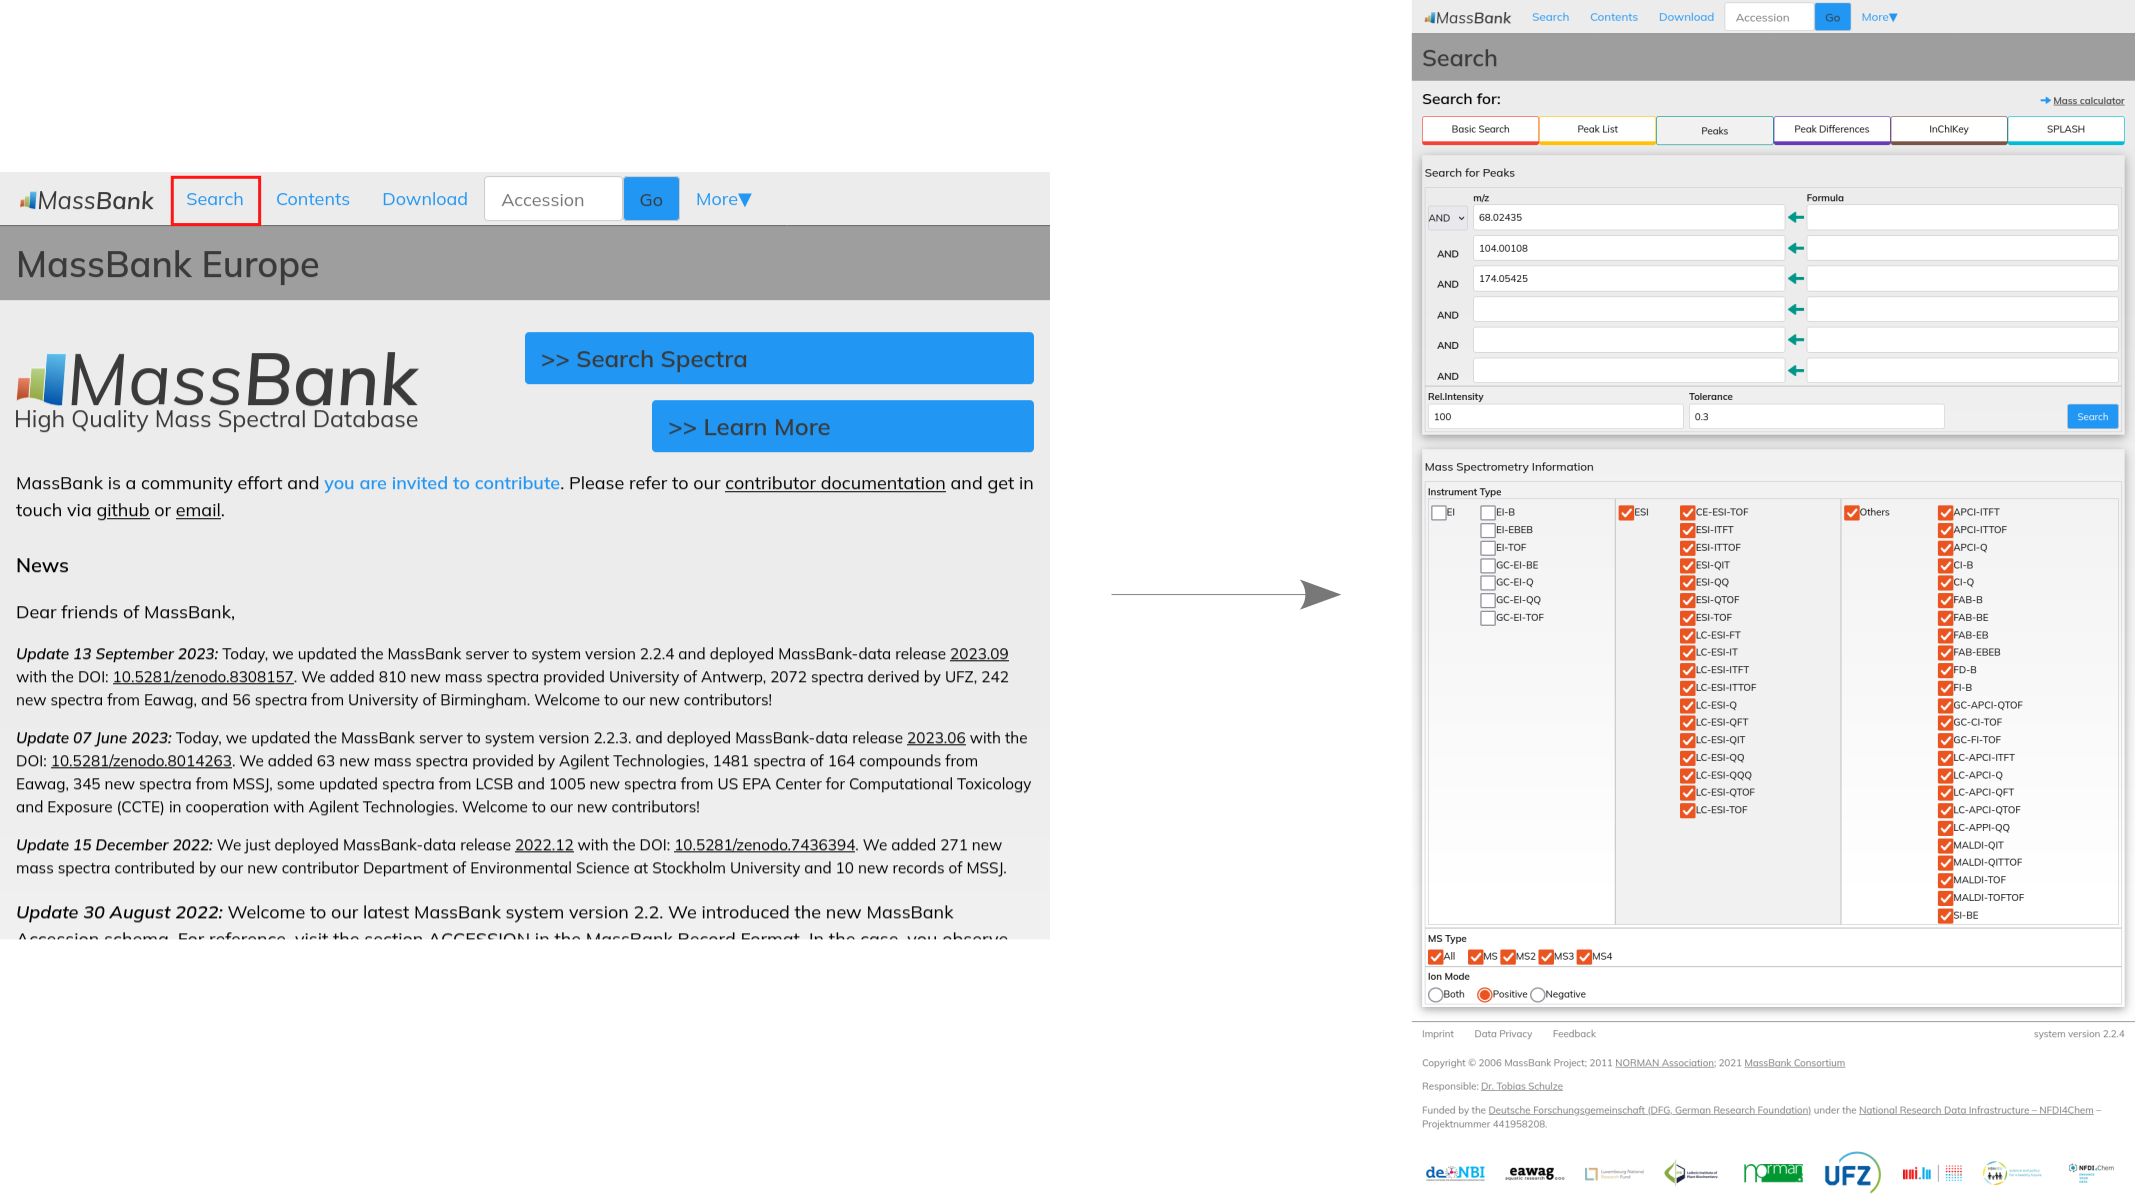 MassBank Search Contents Download Accession Go More▼
MassBank Europe
MassBank
High Quality Mass Spectral Database
>> Search Spectra
>> Learn More
MassBank is a community effort and you are invited to contribute. Please refer to our contributor documentation and get in
touch via github or email.
News
Dear friends of MassBank,
Update 13 September 2023: Today, we updated the MassBank server to system version 2.2.4 and deployed MassBank-data release 2023.09
with the DOI: 10.5281/zenodo.8308157. We added 810 new mass spectra provided University of Antwerp, 2072 spectra derived by UFZ, 242
new spectra from Eawag, and 56 spectra from University of Birmingham. Welcome to our new contributors!
Update 07 June 2023: Today, we updated the MassBank server to system version 2.2.3. and deployed MassBank-data release 2023.06 with the
DOI: 10.5281/zenodo.8014263. We added 63 new mass spectra provided by Agilent Technologies, 1481 spectra of 164 compounds from
Eawag, 345 new spectra from MSSJ, some updated spectra from LCSB and 1005 new spectra from US EPA Center for Computational Toxicology
and Exposure (CCTE) in cooperation with Agilent Technologies. Welcome to our new contributors!
Update 15 December 2022: We just deployed MassBank-data release 2022.12 with the DOI: 10.5281/zenodo.7436394. We added 271 new
mass spectra contributed by our new contributor Department of Environmental Science at Stockholm University and 10 new records of MSSJ.
Update 30 August 2022: Welcome to our latest MassBank system version 2.2. We introduced the new MassBank
Accession schema. For reference, visit the section ACCESSION in the MassBank Record Format. In the case, you observe
MassBank Search Contents Download Accession Go More▼
Search
Search for:
Mass calculator
Basic Search Peak List Peaks Peak Differences InChIKey SPLASH
Search for Peaks
m/z Formula
AND 68.02435
AND 104.00108
AND 174.05425
AND
AND
AND
Rel.Intensity Tolerance
100 0.3 Search
Mass Spectrometry Information
Instrument Type
EI EI-B ESI CE-ESI-TOF Others APCI-ITFT
EI-EBEB ESI-ITFT APCI-ITTOF
EI-TOF ESI-ITTOF APCI-Q
GC-EI-BE ESI-QIT CI-B
GC-EI-Q ESI-QQ CI-Q
GC-EI-QQ ESI-QTOF FAB-B
GC-EI-TOF ESI-TOF FAB-BE
LC-ESI-FT FAB-EB
LC-ESI-IT FAB-EBEB
LC-ESI-ITFT FD-B
LC-ESI-ITTOF FI-B
LC-ESI-Q GC-APCI-QTOF
LC-ESI-QFT GC-CI-TOF
LC-ESI-QIT GC-FI-TOF
LC-ESI-QQ LC-APCI-ITFT
LC-ESI-QQQ LC-APCI-Q
LC-ESI-QTOF LC-APCI-QFT
LC-ESI-TOF LC-APCI-QTOF
LC-APPI-QQ
MALDI-QIT
MALDI-QITTOF
MALDI-TOF
MALDI-TOFTOF
SI-BE
MS Type
All MS MS2 MS3 MS4
Ion Mode
Both Positive Negative
Imprint Data Privacy Feedback system version 2.2.4
Copyright © 2006 MassBank Project; 2011 NORMAN Association; 2021 MassBank Consortium
Responsible: Dr. Tobias Schulze
Funded by the Deutsche Forschungsgemeinschaft (DFG, German Research Foundation) under the National Research Data Infrastructure – NFDI4Chem –
Projektnummer 441958208.
de NBI eawag norman UFZ uni.lu NFDI4Chem
aquatic research